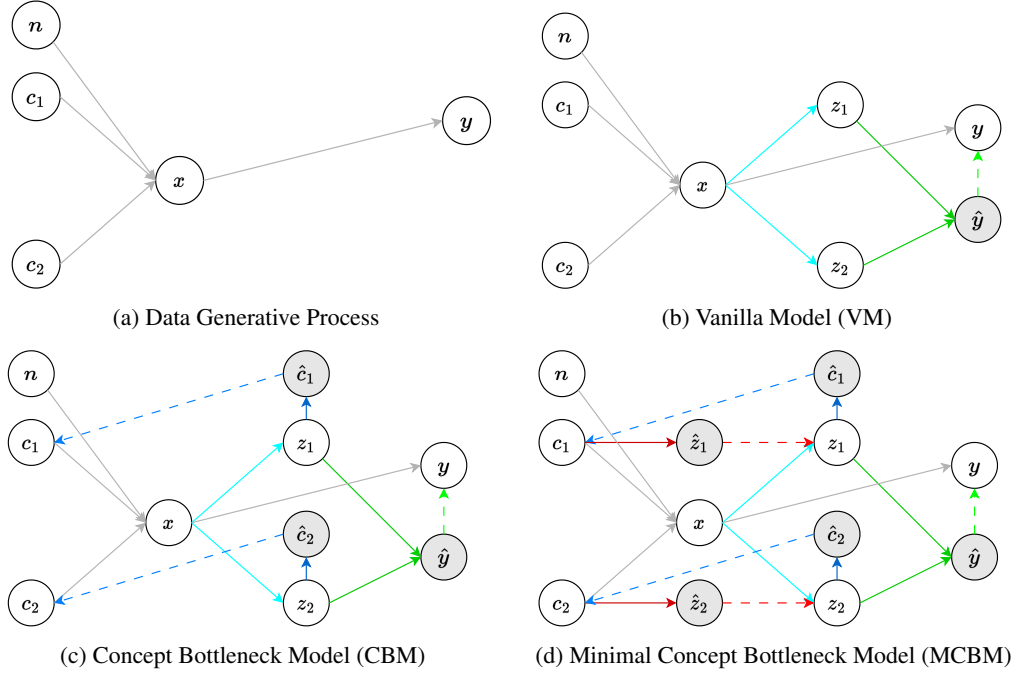 n
c₁
x
y
c₂
(a) Data Generative Process
n
c₁
x
z₁
y
ŷ
c₂
z₂
(b) Vanilla Model (VM)
n
ĉ₁
c₁
z₁
y
x
ĉ₂
ŷ
c₂
z₂
(c) Concept Bottleneck Model (CBM)
n
ĉ₁
c₁
ẑ₁
z₁
y
x
ĉ₂
ŷ
c₂
ẑ₂
z₂
(d) Minimal Concept Bottleneck Model (MCBM)